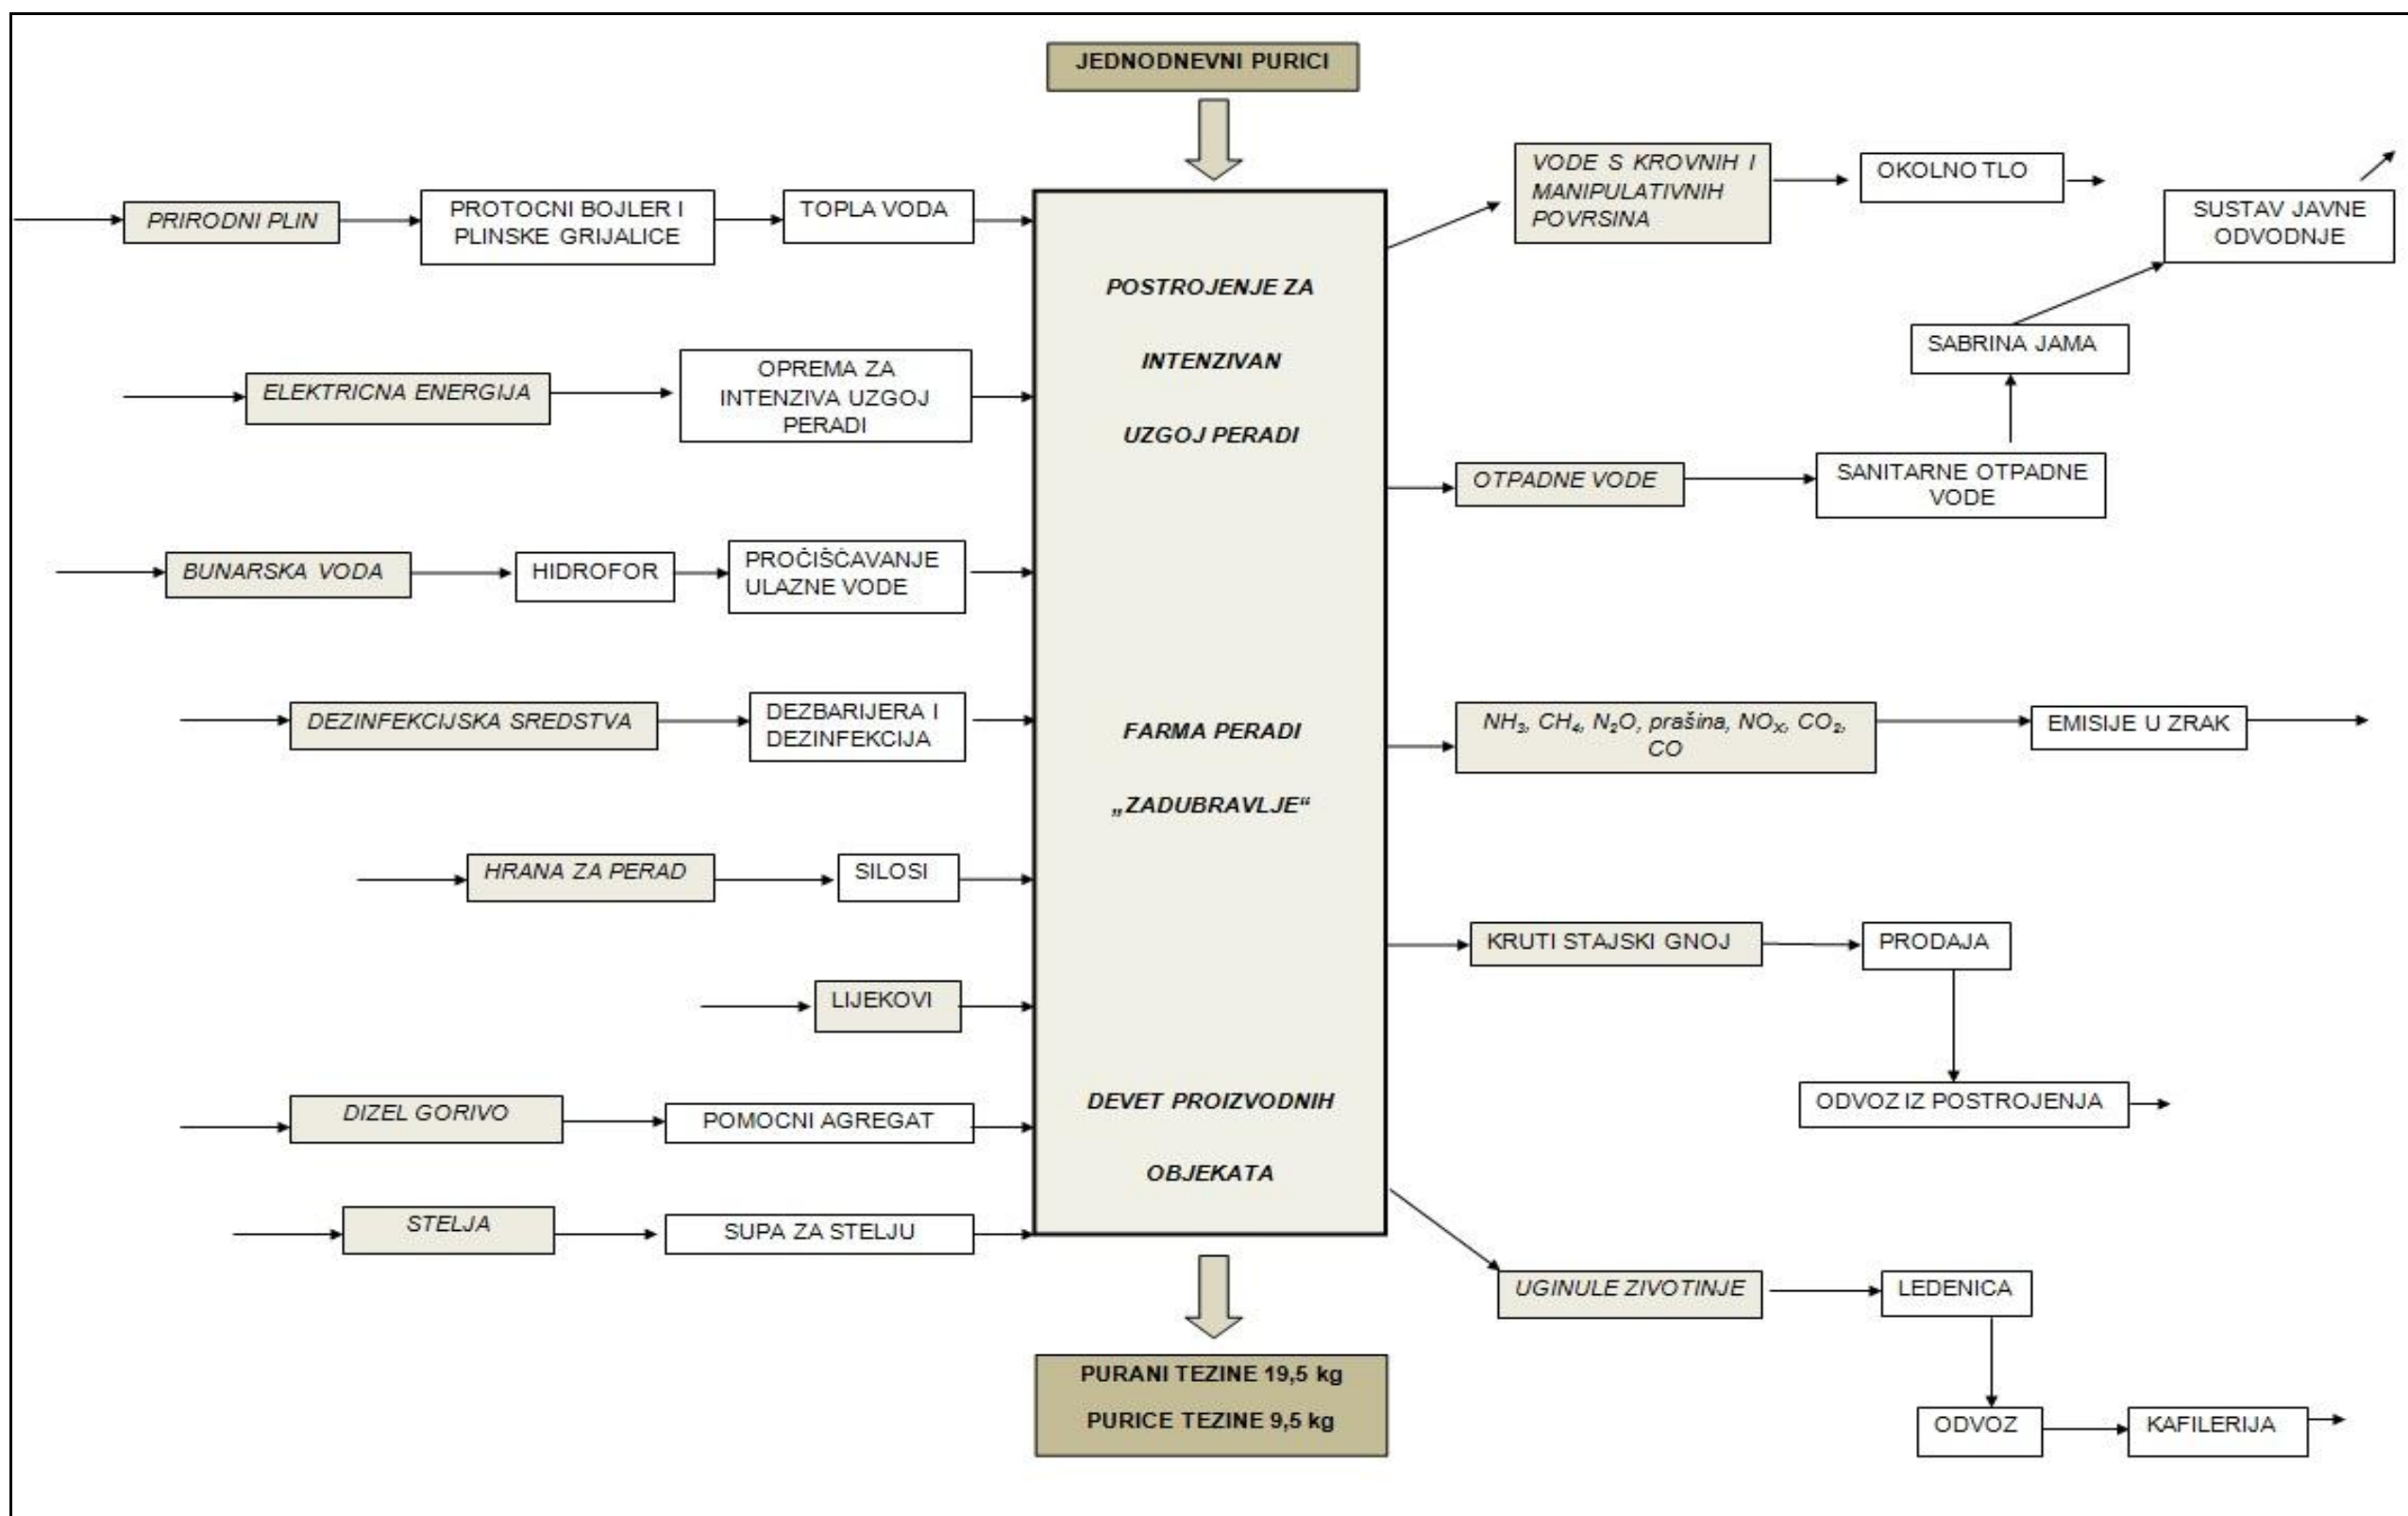 JEDNODNEVNI PURICI
PRIRODNI PLIN
PROTOCNI BOJLER I
PLINSKE GRIJALICE
TOPLA VODA
ELEKTRICNA ENERGIJA
OPREMA ZA
INTENZIVA UZGOJ
PERADI
BUNARSKA VODA
HIDROFOR
PROČIŠĆAVANJE
ULAZNE VODE
DEZINFEKCIJSKA SREDSTVA
DEZBARIJERA I
DEZINFEKCIJA
HRANA ZA PERAD
SILOSI
LIJEKOVI
DIZEL GORIVO
POMOCNI AGREGAT
STELJA
SUPA ZA STELJU
POSTROJENJE ZA
INTENZIVAN
UZGOJ PERADI
FARMA PERADI
„ZADUBRAVLJE“
DEVET PROIZVODNIH
OBJEKATA
VODE S KROVNIH I
MANIPULATIVNIH
POVRSINA
OKOLNO TLO
SUSTAV JAVNE
ODVODNJE
SABRINA JAMA
OTPADNE VODE
SANITARNE OTPADNE
VODE
NH₃, CH₄, N₂O, prašina, NOₓ, CO₂,
CO
EMISIJE U ZRAK
KRUTI STAJSKI GNOJ
PRODAJA
ODVOZ IZ POSTROJENJA
UGINULE ZIVOTINJE
LEDENICA
ODVOZ
KAFILERIJA
PURANI TEZINE 19,5 kg
PURICE TEZINE 9,5 kg